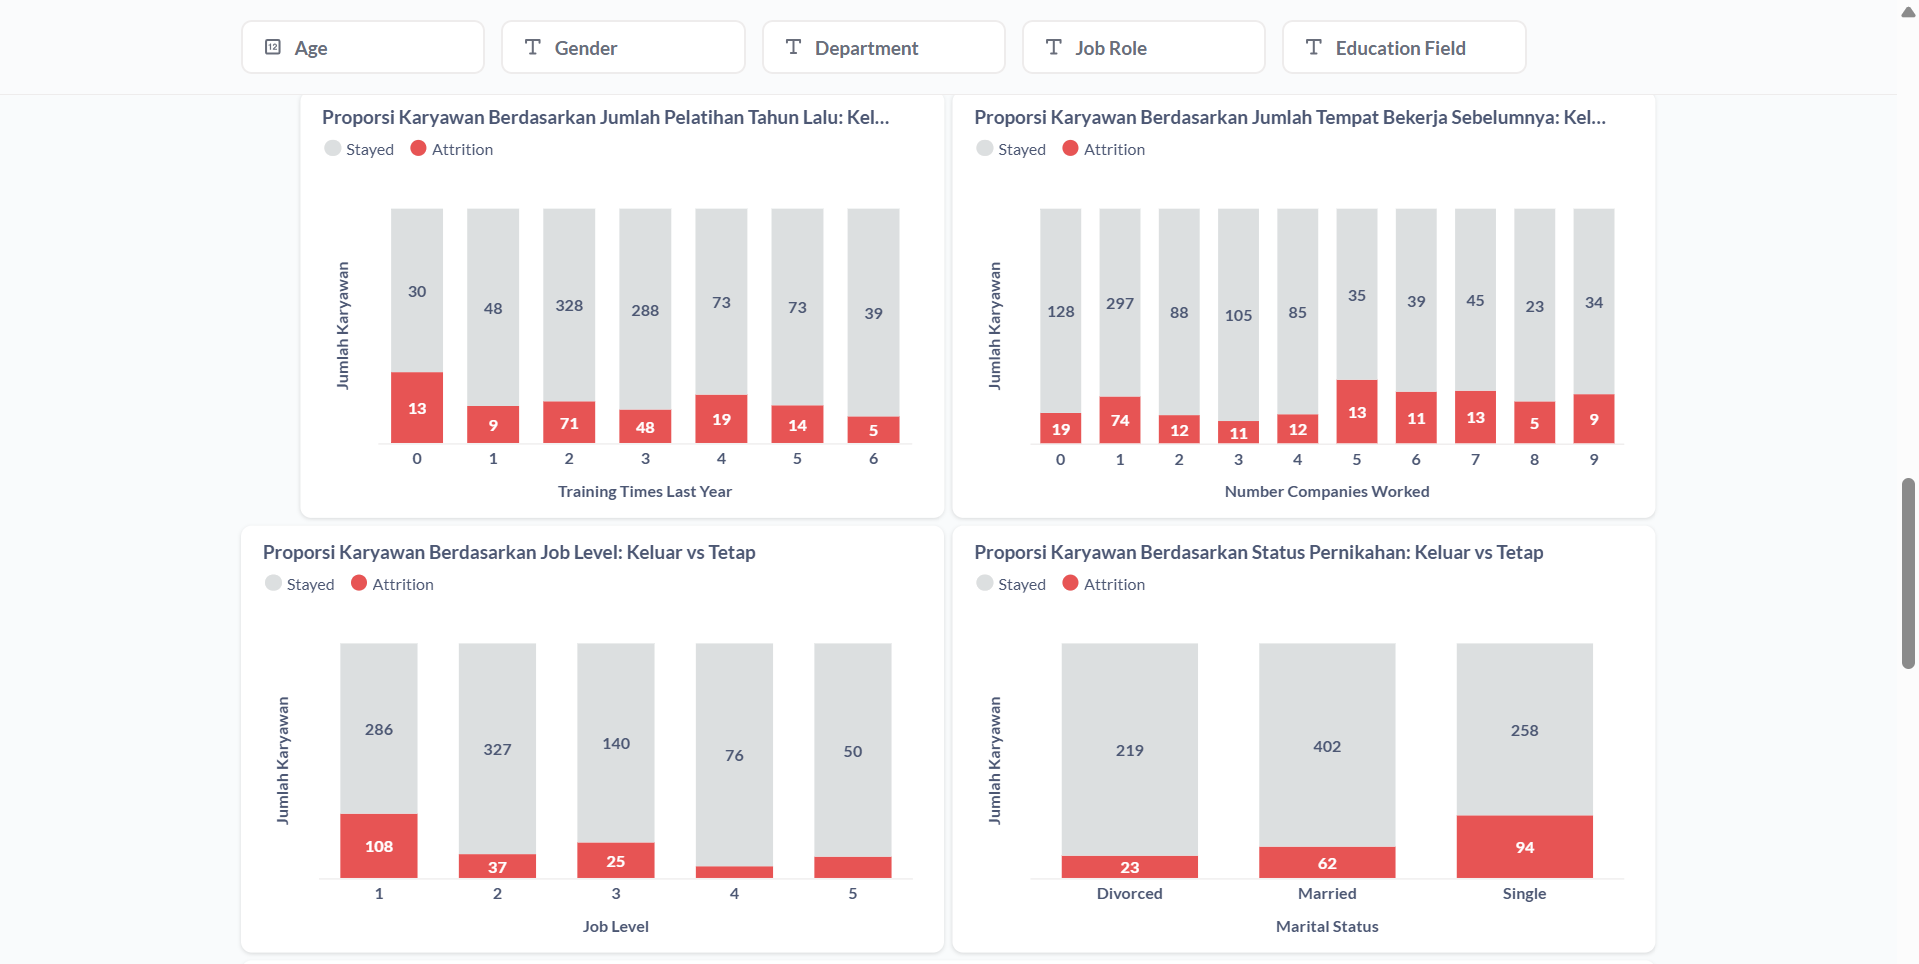 Age
Gender
Department
Job Role
Education Field
Proporsi Karyawan Berdasarkan Jumlah Pelatihan Tahun Lalu: Kel...
Stayed Attrition
Jumlah Karyawan
30 48 328 288 73 73 39
13 9 71 48 19 14 5
0 1 2 3 4 5 6
Training Times Last Year
Proporsi Karyawan Berdasarkan Jumlah Tempat Bekerja Sebelumnya: Kel...
Stayed Attrition
Jumlah Karyawan
128 297 88 105 85 35 39 45 23 34
19 74 12 11 12 13 11 13 5 9
0 1 2 3 4 5 6 7 8 9
Number Companies Worked
Proporsi Karyawan Berdasarkan Job Level: Keluar vs Tetap
Stayed Attrition
Jumlah Karyawan
286 327 140 76 50
108 37 25
1 2 3 4 5
Job Level
Proporsi Karyawan Berdasarkan Status Pernikahan: Keluar vs Tetap
Stayed Attrition
Jumlah Karyawan
219 402 258
23 62 94
Divorced Married Single
Marital Status